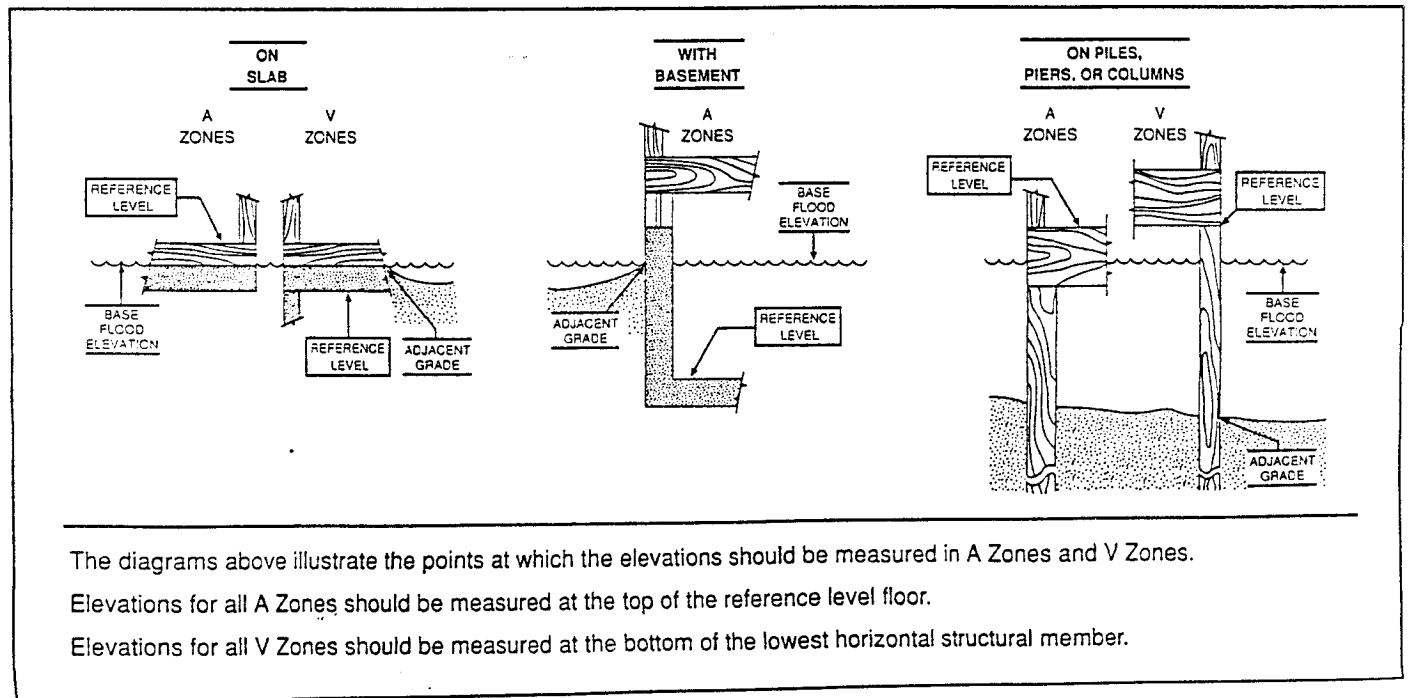 ON
SLAB
A
ZONES
V
ZONES
REFERENCE
LEVEL
BASE
FLOOD
ELEVATION
REFERENCE
LEVEL
ADJACENT
GRADE
WITH
BASEMENT
A
ZONES
BASE
FLOOD
ELEVATION
ADJACENT
GRADE
REFERENCE
LEVEL
ON PILES,
PIERS, OR COLUMNS
A
ZONES
V
ZONES
REFERENCE
LEVEL
REFERENCE
LEVEL
BASE
FLOOD
ELEVATION
ADJACENT
GRADE
The diagrams above illustrate the points at which the elevations should be measured in A Zones and V Zones.
Elevations for all A Zones should be measured at the top of the reference level floor.
Elevations for all V Zones should be measured at the bottom of the lowest horizontal structural member.